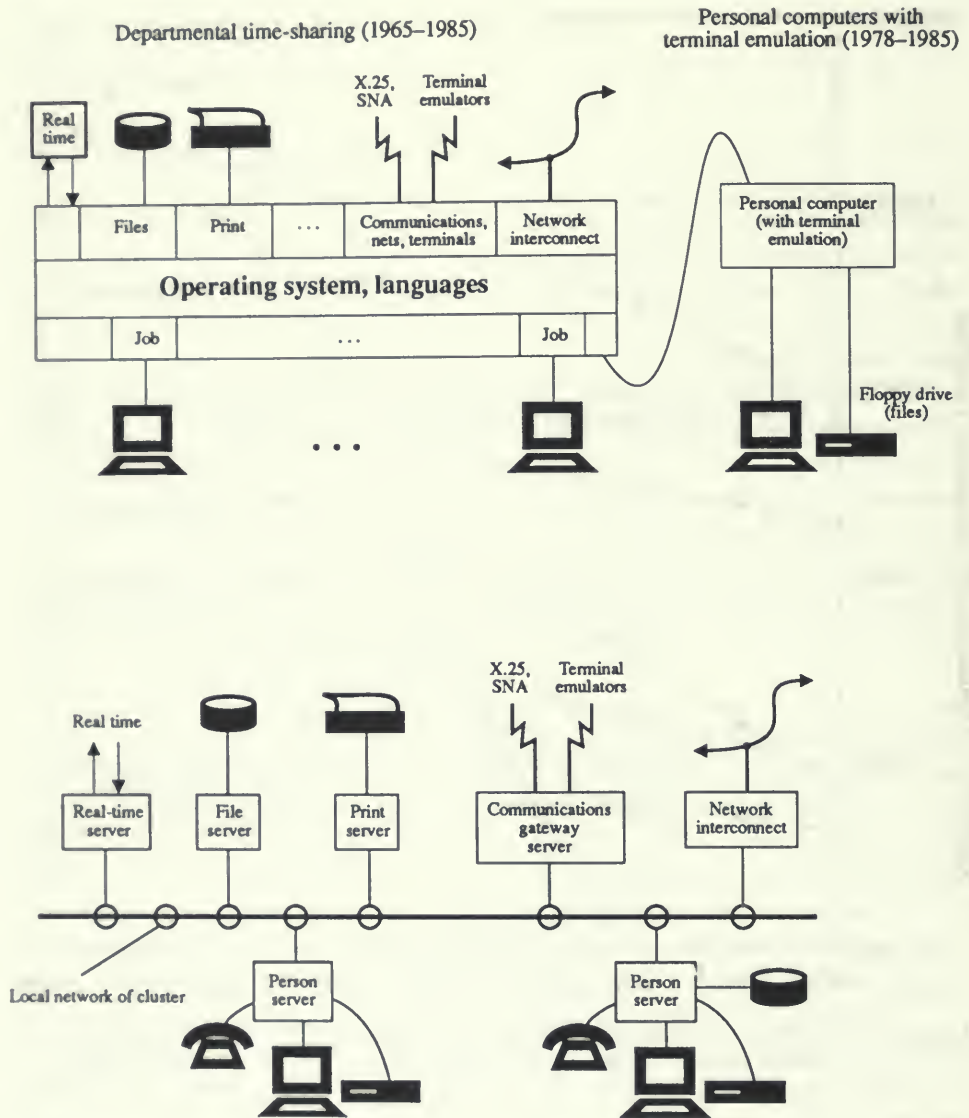 Departmental time-sharing (1965–1985)
Personal computers with
terminal emulation (1978–1985)
X.25,
SNA
Terminal
emulators
Real
time
Files
Print
...
Communications,
nets, terminals
Network
interconnect
Personal computer
(with terminal
emulation)
Operating system, languages
Job
...
Job
Floppy drive
(files)
...
X.25,
SNA
Terminal
emulators
Real time
Real-time
server
File
server
Print
server
Communications
gateway
server
Network
interconnect
Local network of cluster
Person
server
Person
server